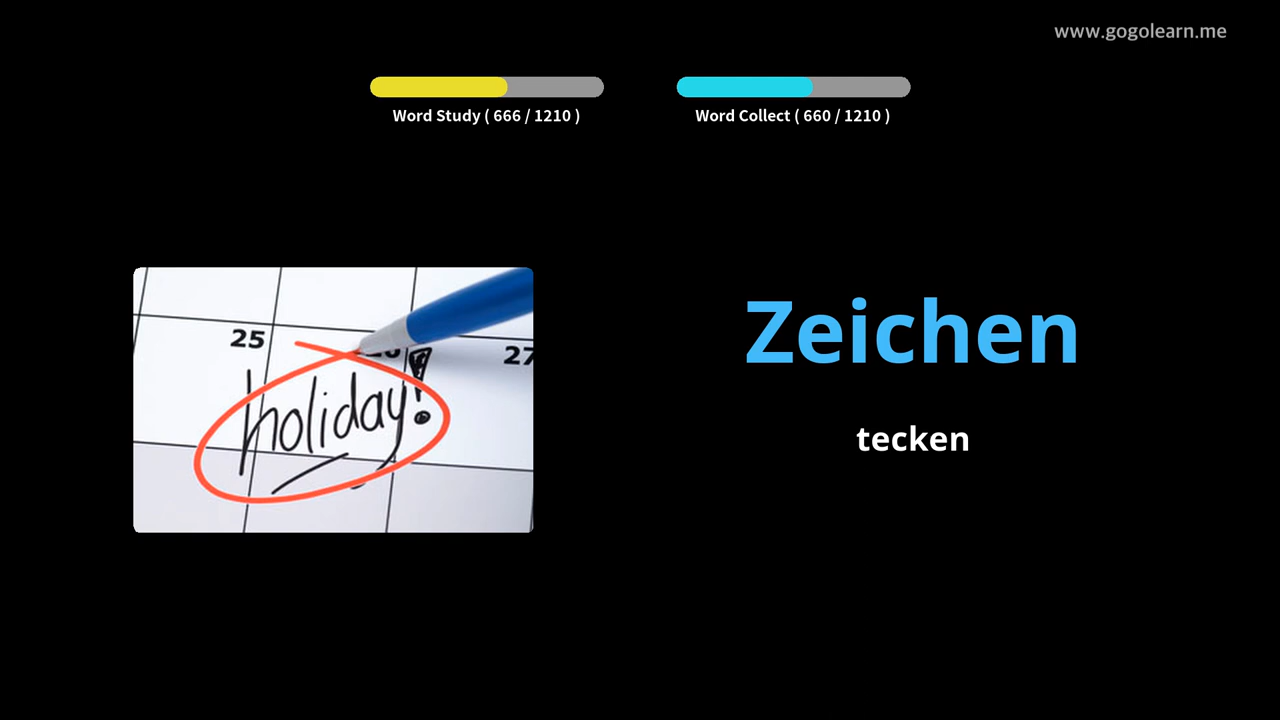 www.gogolearn.me
Word Study ( 666 / 1210 )
Word Collect ( 660 / 1210 )
25
27
holiday!
Zeichen
tecken